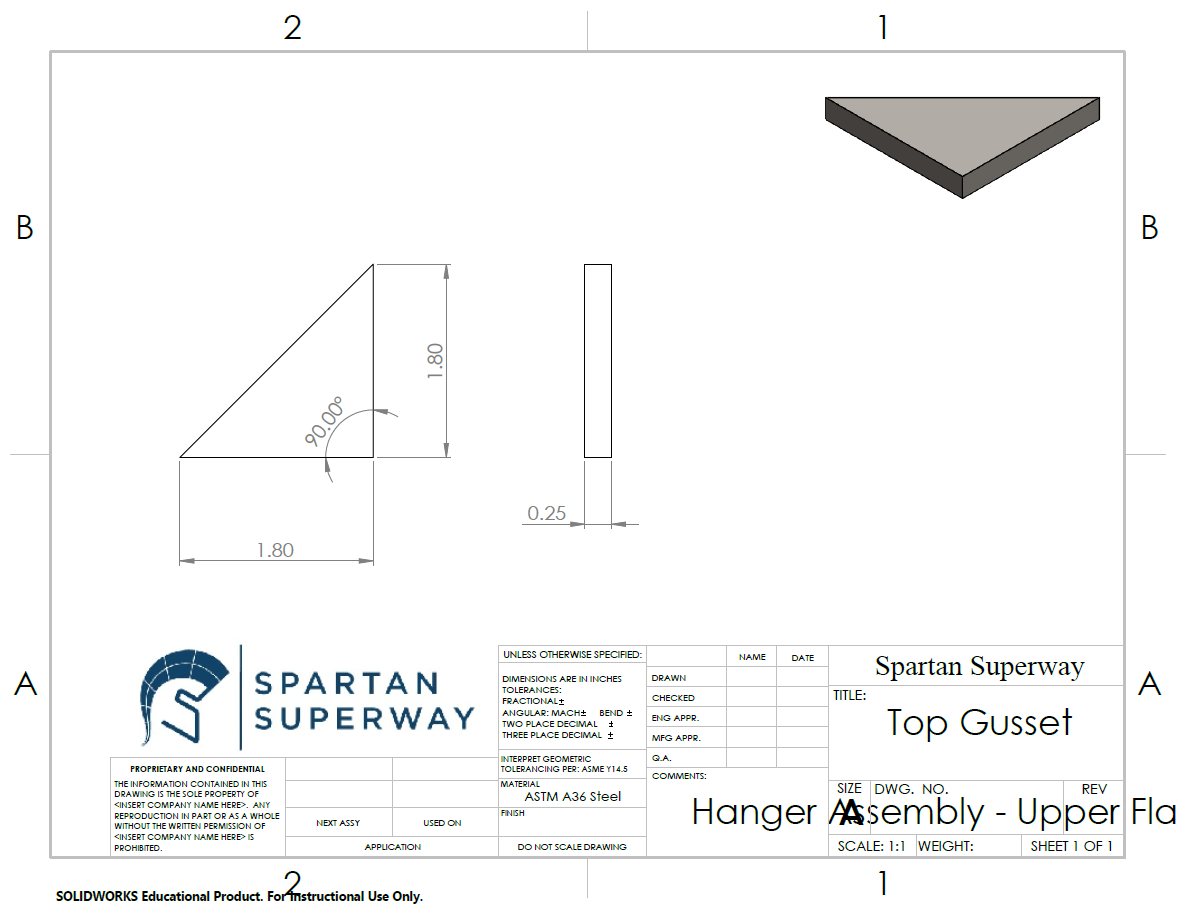 2
1
B
B
1.80
90.00°
0.25
1.80
A
A
SPARTAN
SUPERWAY
PROPRIETARY AND CONFIDENTIAL
THE INFORMATION CONTAINED IN THIS
DRAWING IS THE SOLE PROPERTY OF
<INSERT COMPANY NAME HERE>. ANY
REPRODUCTION IN PART OR AS A WHOLE
WITHOUT THE WRITTEN PERMISSION OF
<INSERT COMPANY NAME HERE> IS
PROHIBITED.
NEXT ASSY
USED ON
APPLICATION
UNLESS OTHERWISE SPECIFIED:
DIMENSIONS ARE IN INCHES
TOLERANCES:
FRACTIONAL±
ANGULAR: MACH± BEND ±
TWO PLACE DECIMAL ±
THREE PLACE DECIMAL ±
INTERPRET GEOMETRIC
TOLERANCING PER: ASME Y14.5
MATERIAL
ASTM A36 Steel
FINISH
DO NOT SCALE DRAWING
NAME
DATE
DRAWN
CHECKED
ENG APPR.
MFG APPR.
Q.A.
COMMENTS:
Spartan Superway
TITLE:
Top Gusset
SIZE
A
DWG. NO.
REV
Hanger Assembly - Upper Fla
SCALE: 1:1
WEIGHT:
SHEET 1 OF 1
2
1
SOLIDWORKS Educational Product. For Instructional Use Only.